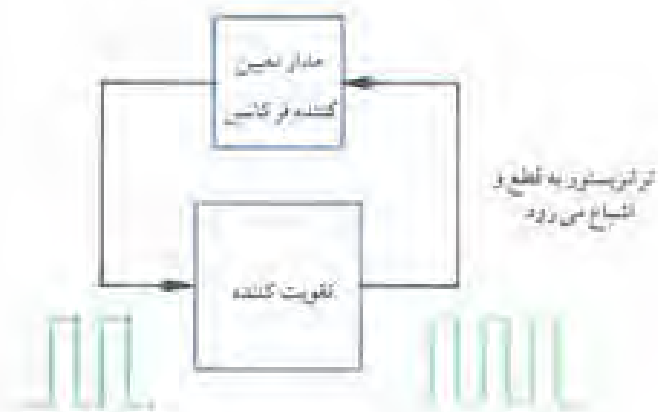 مدار تعیین
کننده فرکانس
ترانزیستور به قطع و
اشباع می رود
تقویت کننده